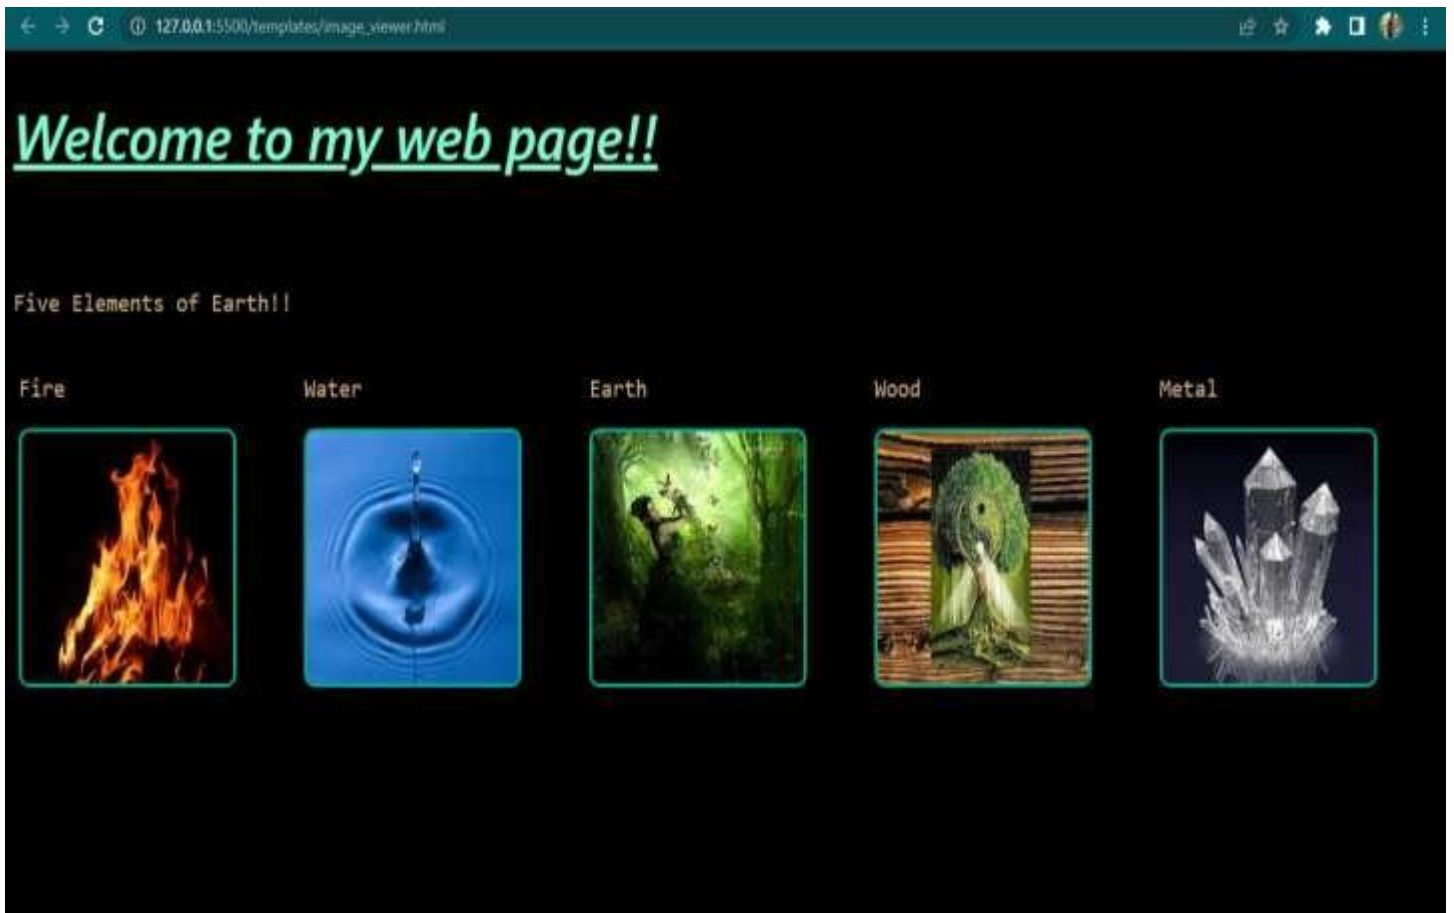 127.0.0.1:5500/templates/image_viewer.html
Welcome to my web page!!
Five Elements of Earth!!
Fire
Water
Earth
Wood
Metal